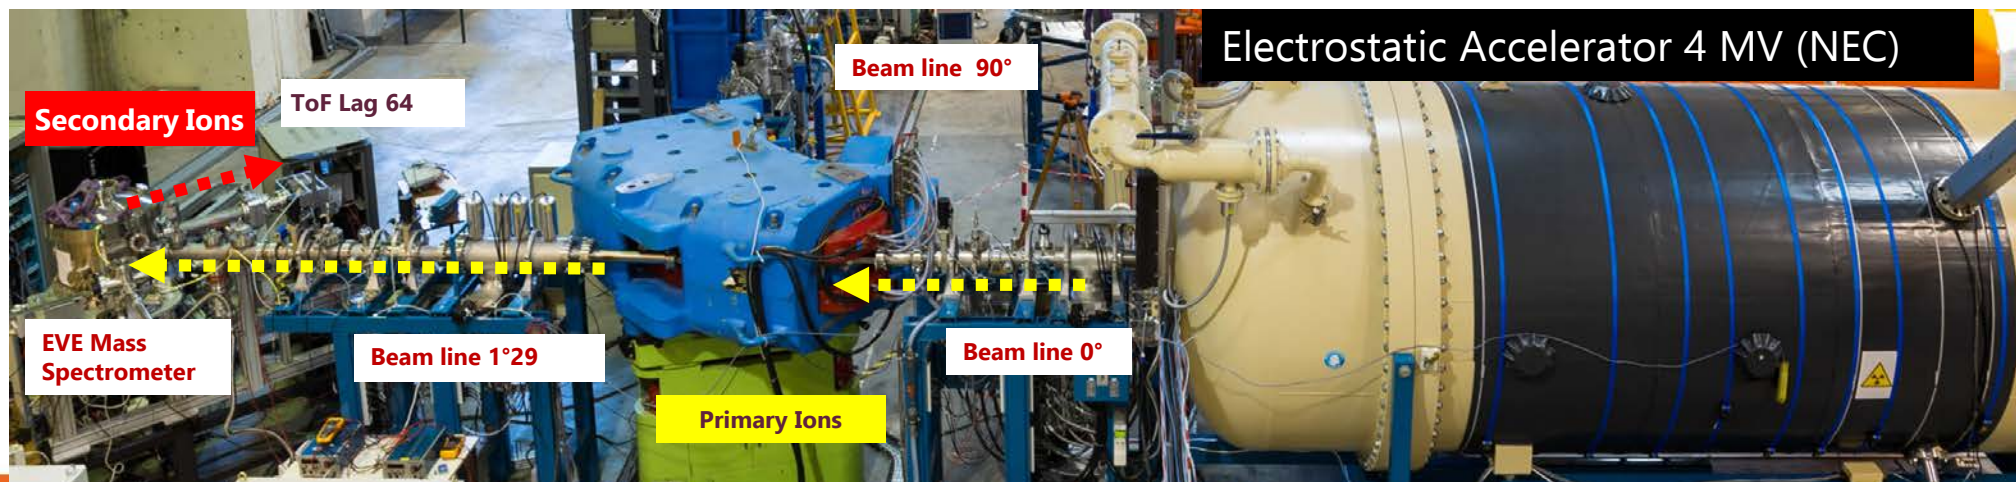 Electrostatic Accelerator 4 MV (NEC)
Beam line 90°
ToF Lag 64
Secondary Ions
EVE Mass
Spectrometer
Beam line 1°29
Beam line 0°
Primary Ions